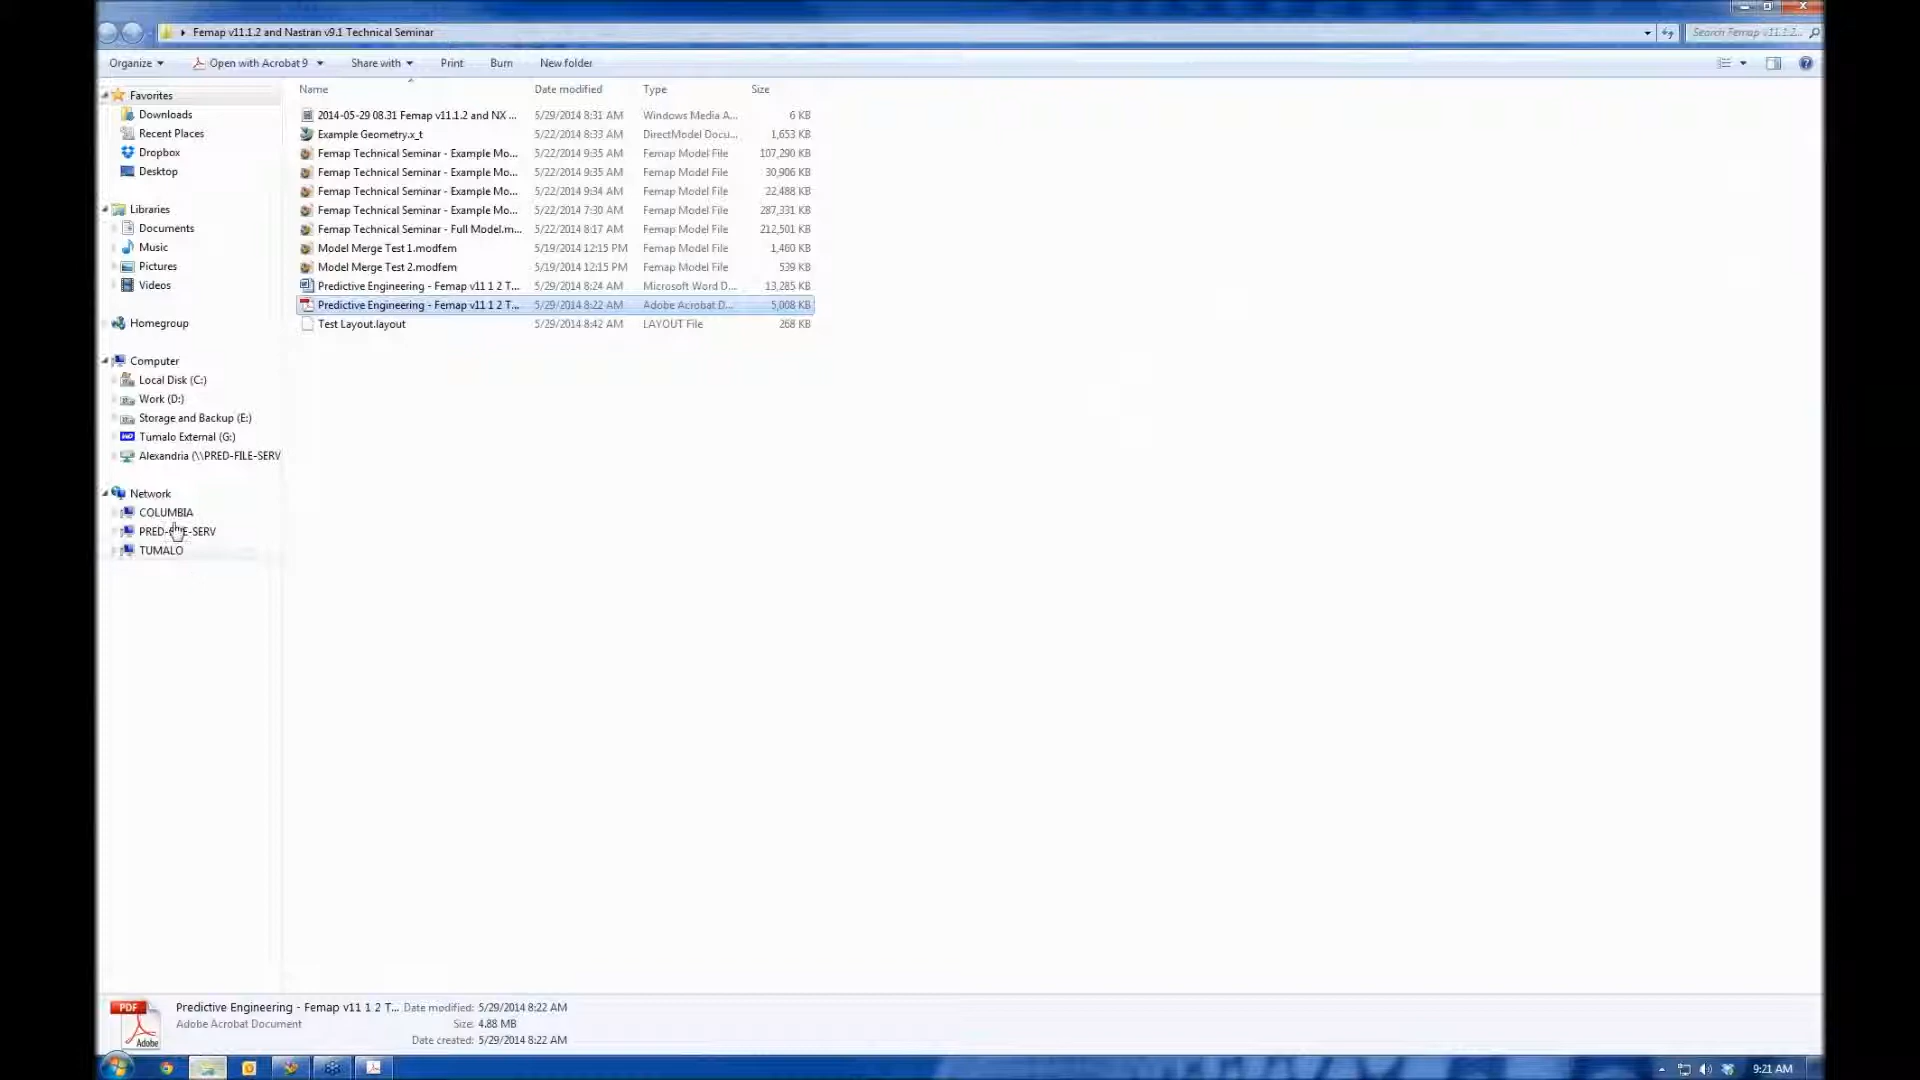 Femap v11.1.2 and Nastran v9.1 Technical Seminar
Search Femap v11.1.2...
Organize
Open with Acrobat 9
Share with
Print
Burn
New folder
Name
Date modified
Type
Size
Favorites
Downloads
Recent Places
Dropbox
Desktop
Libraries
Documents
Music
Pictures
Videos
Homegroup
Computer
Local Disk (C:)
Work (D:)
Storage and Backup (E:)
Tumalo External (G:)
Alexandria (\\PRED-FILE-SERV
Network
COLUMBIA
PRED-FILE-SERV
TUMALO
2014-05-29 08.31 Femap v11.1.2 and NX ... 5/29/2014 8:31 AM Windows Media A... 6 KB
Example Geometry.x_t 5/22/2014 8:33 AM DirectModel Docu... 1,653 KB
Femap Technical Seminar - Example Mo... 5/22/2014 9:35 AM Femap Model File 107,290 KB
Femap Technical Seminar - Example Mo... 5/22/2014 9:35 AM Femap Model File 30,906 KB
Femap Technical Seminar - Example Mo... 5/22/2014 9:34 AM Femap Model File 22,488 KB
Femap Technical Seminar - Example Mo... 5/22/2014 7:30 AM Femap Model File 287,331 KB
Femap Technical Seminar - Full Model.m... 5/22/2014 8:17 AM Femap Model File 212,501 KB
Model Merge Test 1.modfem 5/19/2014 12:15 PM Femap Model File 1,460 KB
Model Merge Test 2.modfem 5/19/2014 12:15 PM Femap Model File 539 KB
Predictive Engineering - Femap v11 1 2 T... 5/29/2014 8:24 AM Microsoft Word D... 13,285 KB
Predictive Engineering - Femap v11 1 2 T... 5/29/2014 8:22 AM Adobe Acrobat D... 5,008 KB
Test Layout.layout 5/29/2014 8:42 AM LAYOUT File 268 KB
PDF
Adobe
Predictive Engineering - Femap v11 1 2 T... Date modified: 5/29/2014 8:22 AM
Adobe Acrobat Document Size: 4.88 MB
Date created: 5/29/2014 8:22 AM
9:21 AM